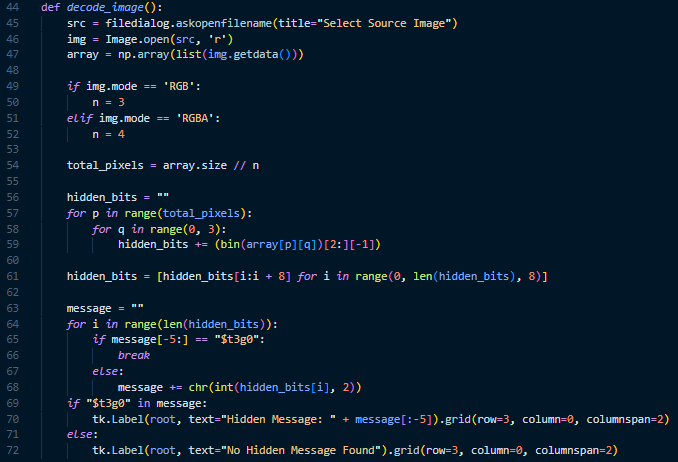 44 def decode_image():
45     src = filedialog.askopenfilename(title="Select Source Image")
46     img = Image.open(src, 'r')
47     array = np.array(list(img.getdata()))
48
49     if img.mode == 'RGB':
50         n = 3
51     elif img.mode == 'RGBA':
52         n = 4
53
54     total_pixels = array.size // n
55
56     hidden_bits = ""
57     for p in range(total_pixels):
58         for q in range(0, 3):
59             hidden_bits += (bin(array[p][q])[2:][-1])
60
61     hidden_bits = [hidden_bits[i:i + 8] for i in range(0, len(hidden_bits), 8)]
62
63     message = ""
64     for i in range(len(hidden_bits)):
65         if message[-5:] == "$t3g0":
66             break
67         else:
68             message += chr(int(hidden_bits[i], 2))
69     if "$t3g0" in message:
70         tk.Label(root, text="Hidden Message: " + message[:-5]).grid(row=3, column=0, columnspan=2)
71     else:
72         tk.Label(root, text="No Hidden Message Found").grid(row=3, column=0, columnspan=2)